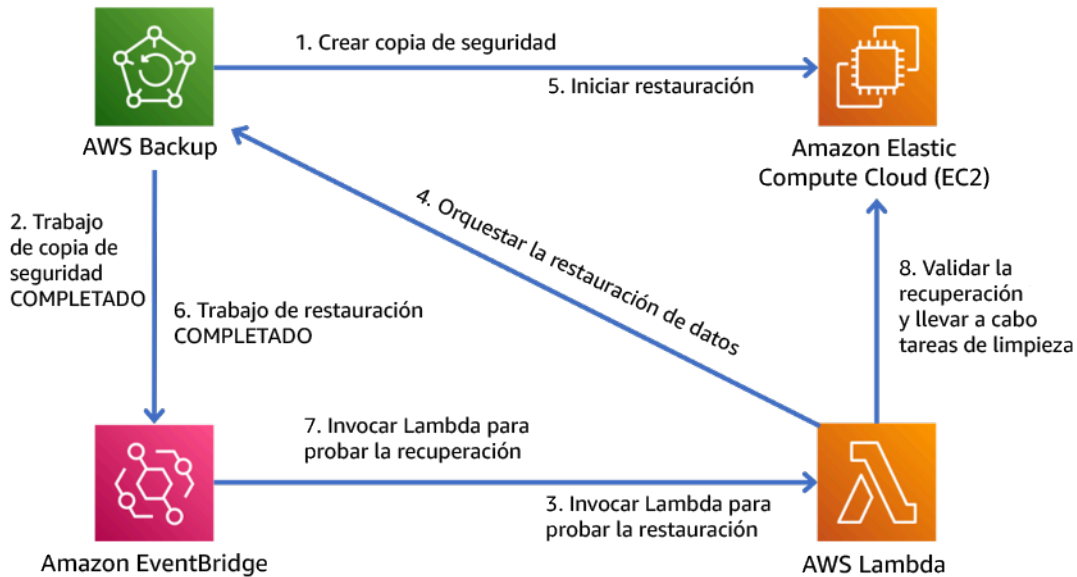 1. Crear copia de seguridad
5. Iniciar restauración
AWS Backup
Amazon Elastic
Compute Cloud (EC2)
2. Trabajo
de copia de
seguridad
COMPLETADO
4. Orquestar la restauración de datos
6. Trabajo de restauración
COMPLETADO
8. Validar la
recuperación
y llevar a cabo
tareas de limpieza
7. Invocar Lambda para
probar la recuperación
3. Invocar Lambda para
probar la restauración
Amazon EventBridge
AWS Lambda